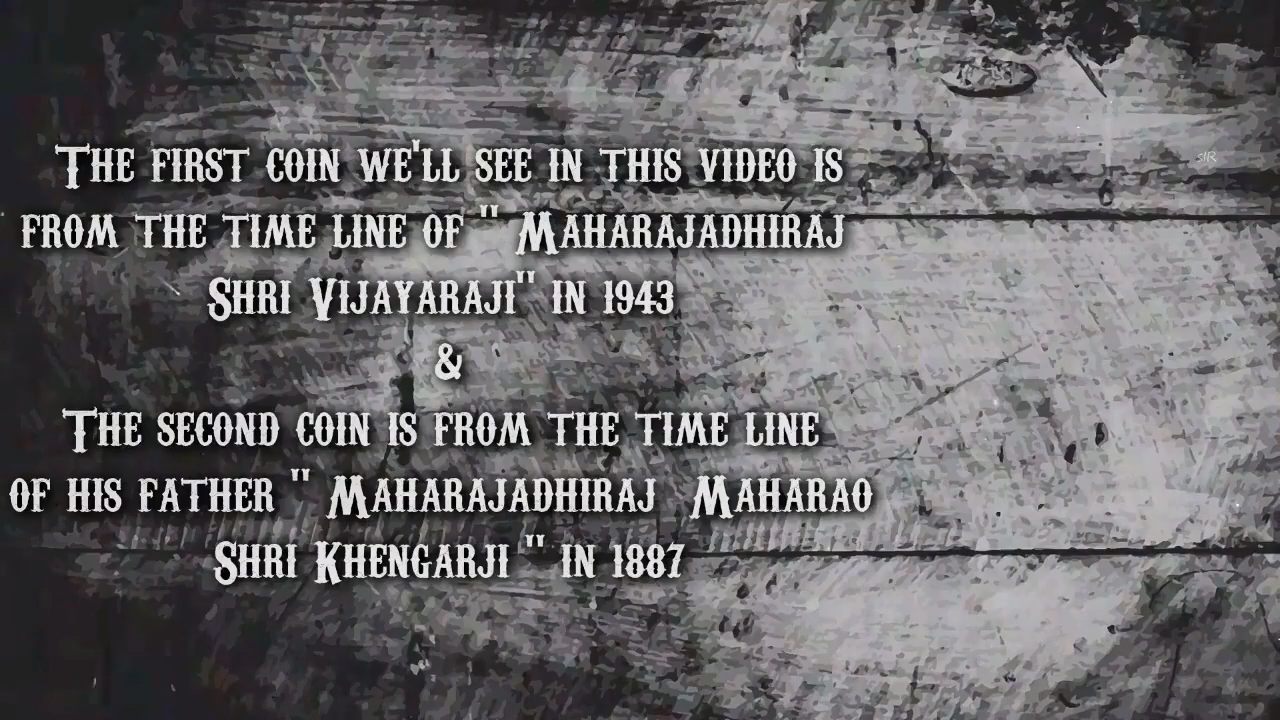 The first coin we'll see in this video is
from the time line of " Maharajadhiraj
Shri Vijayaraji" in 1943
&
The second coin is from the time line
of his father " Maharajadhiraj Maharao
Shri Khengarji " in 1887
SIR